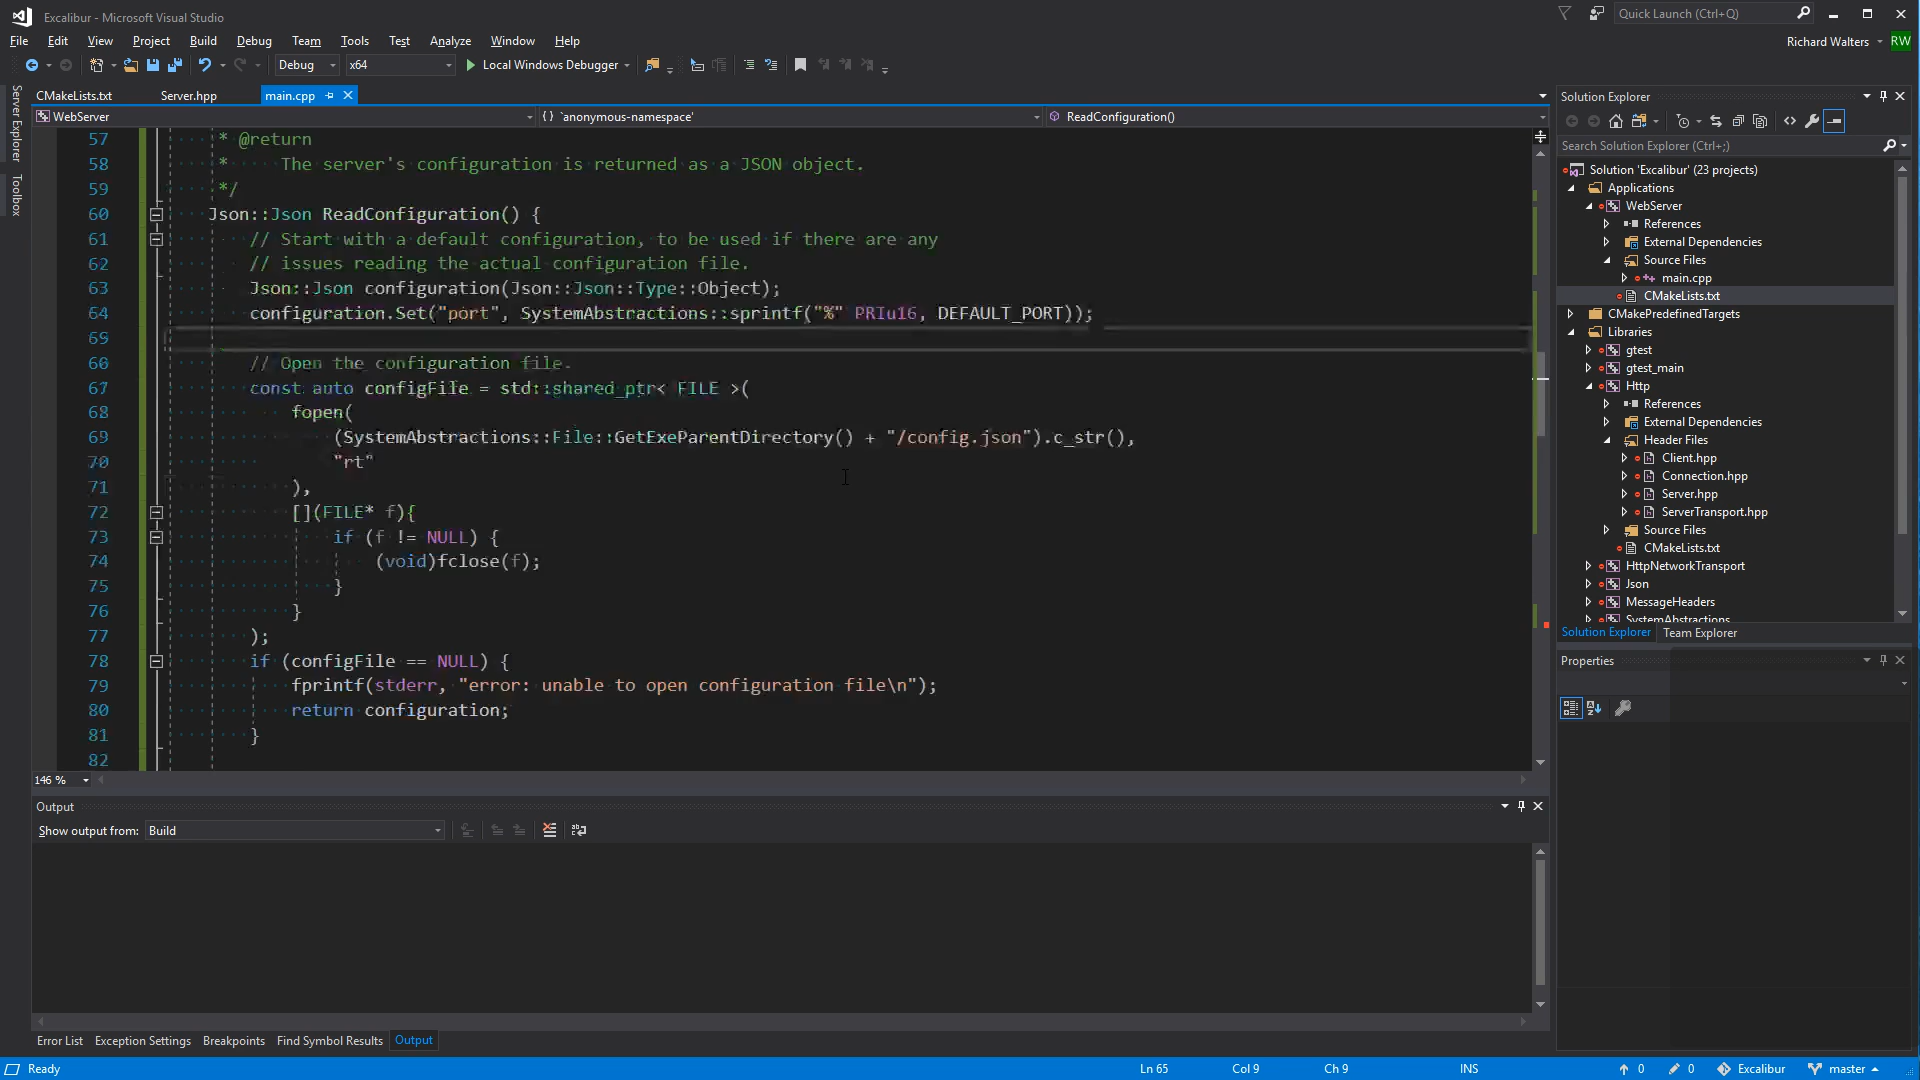 Excalibur - Microsoft Visual Studio
Quick Launch (Ctrl+Q)
File Edit View Project Build Debug Team Tools Test Analyze Window Help
Richard Walters RW
Debug x64 Local Windows Debugger
Server Explorer
Toolbox
CMakeLists.txt Server.hpp main.cpp
WebServer {} `anonymous-namespace' ReadConfiguration()
57 * @return
58 * The server's configuration is returned as a JSON object.
59 */
60 Json::Json ReadConfiguration() {
61 // Start with a default configuration, to be used if there are any
62 // issues reading the actual configuration file.
63 Json::Json configuration(Json::Json::Type::Object);
64 configuration.Set("port", SystemAbstractions::sprintf("%" PRIu16, DEFAULT_PORT));
69
66 // Open the configuration file.
67 const auto configFile = std::shared_ptr< FILE >(
68 fopen(
69 (SystemAbstractions::File::GetExeParentDirectory() + "/config.json").c_str(),
70 "rt"
71 ),
72 [](FILE* f){
73 if (f != NULL) {
74 (void)fclose(f);
75 }
76 }
77 );
78 if (configFile == NULL) {
79 fprintf(stderr, "error: unable to open configuration file\n");
80 return configuration;
81 }
82
146 %
Output
Show output from: Build
Error List Exception Settings Breakpoints Find Symbol Results Output
Solution Explorer
Search Solution Explorer (Ctrl+;)
Solution 'Excalibur' (23 projects)
Applications
WebServer
References
External Dependencies
Source Files
main.cpp
CMakeLists.txt
CMakePredefinedTargets
Libraries
gtest
gtest_main
Http
References
External Dependencies
Header Files
Client.hpp
Connection.hpp
Server.hpp
ServerTransport.hpp
Source Files
CMakeLists.txt
HttpNetworkTransport
Json
MessageHeaders
SystemAbstractions
Solution Explorer Team Explorer
Properties
Ready Ln 65 Col 9 Ch 9 INS 0 0 Excalibur master